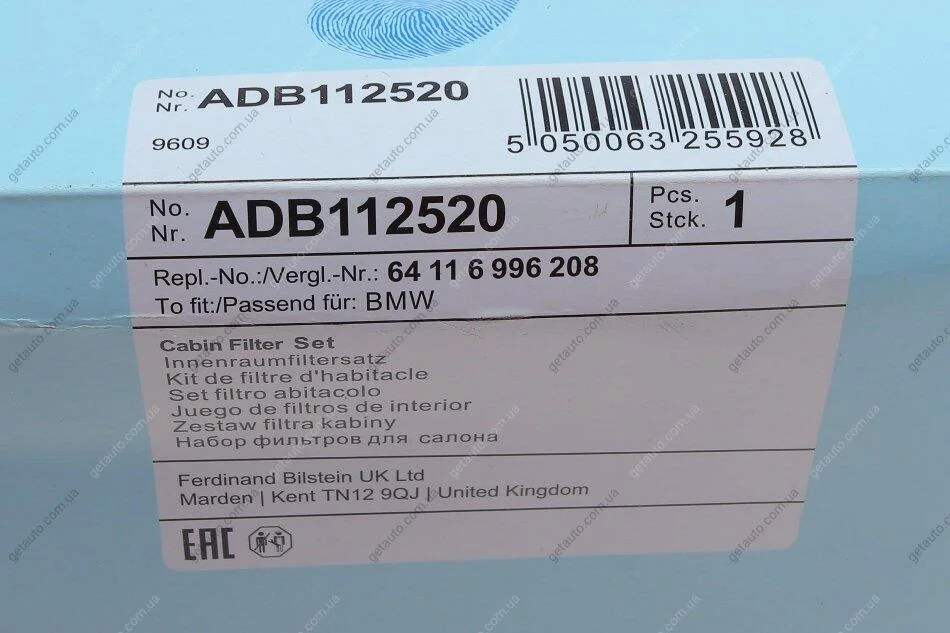 No.
Nr. ADB112520
9609
5 050063 255928
No.
Nr. ADB112520
Pcs.
Stck. 1
Repl.-No.:/Vergl.-Nr.: 64 11 6 996 208
To fit:/Passend für: BMW
Cabin Filter Set
Innenraumfiltersatz
Kit de filtre d'habitacle
Set filtro abitacolo
Juego de filtros de interior
Zestaw filtra kabiny
Набор фильтров для салона
Ferdinand Bilstein UK Ltd
Marden | Kent TN12 9QJ | United Kingdom
EAC
getauto.com.ua